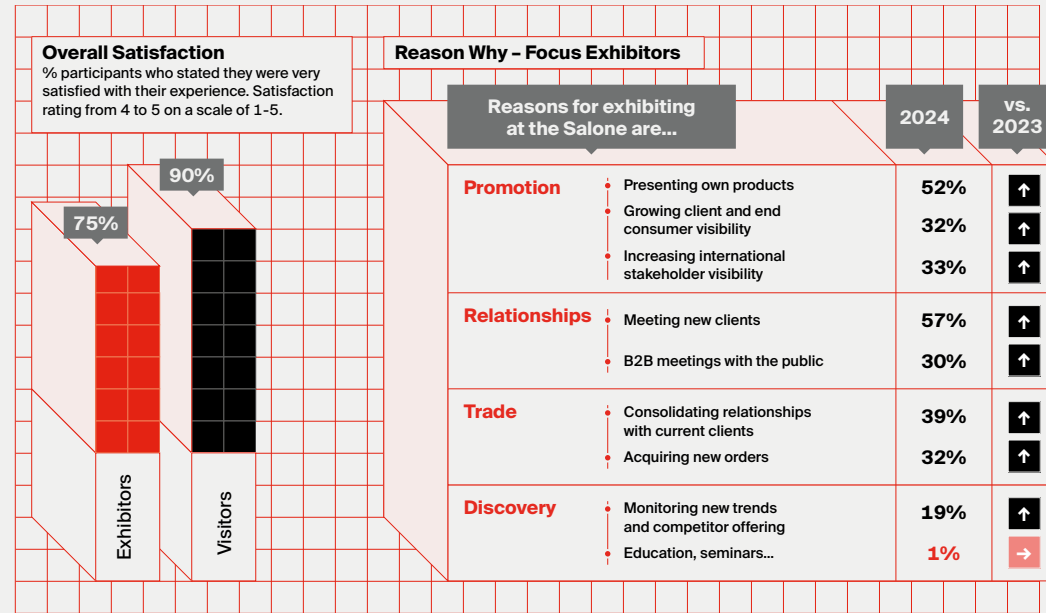 Overall Satisfaction
% participants who stated they were very
satisfied with their experience. Satisfaction
rating from 4 to 5 on a scale of 1-5.
75%
90%
Exhibitors
Visitors
Reason Why – Focus Exhibitors
Reasons for exhibiting
at the Salone are...
2024
vs.
2023
Promotion
Presenting own products
52%
↑
Growing client and end
consumer visibility
32%
↑
Increasing international
stakeholder visibility
33%
↑
Relationships
Meeting new clients
57%
↑
B2B meetings with the public
30%
↑
Trade
Consolidating relationships
with current clients
39%
↑
Acquiring new orders
32%
↑
Discovery
Monitoring new trends
and competitor offering
19%
↑
Education, seminars...
1%
→